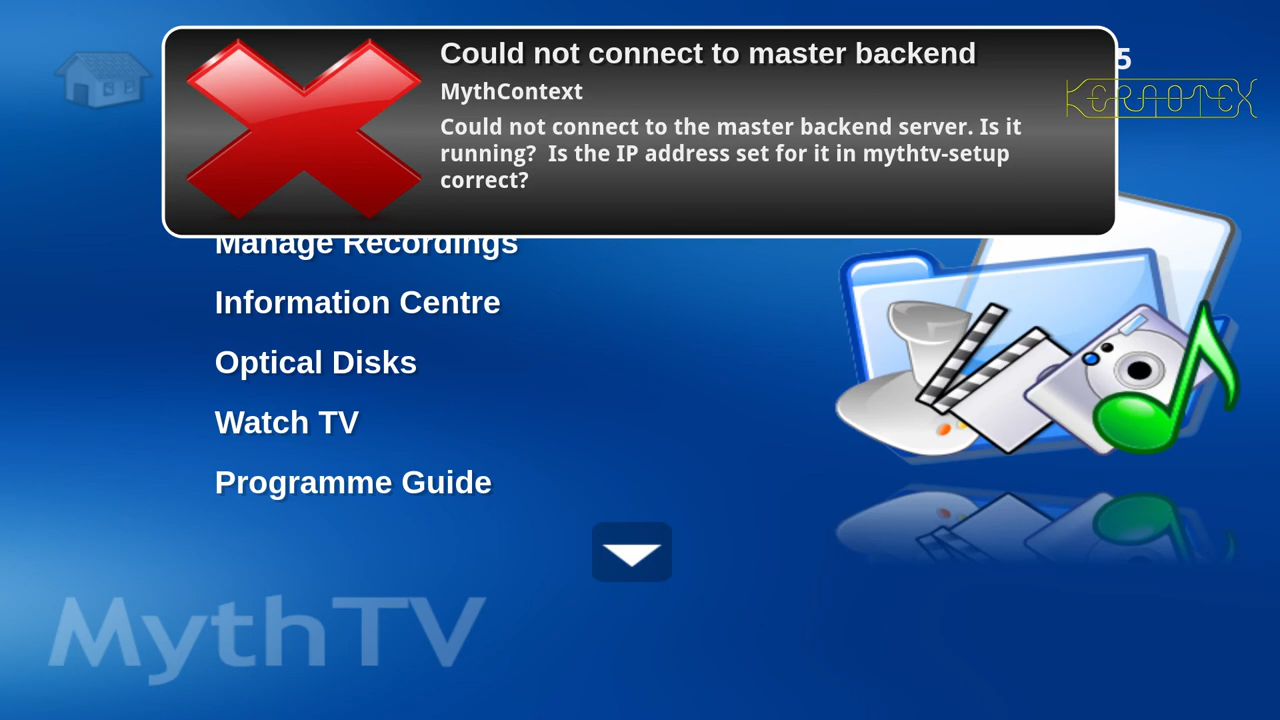 Could not connect to master backend
5
MythContext
KERAOTEX
Could not connect to the master backend server. Is it
running?  Is the IP address set for it in mythtv-setup
correct?
Manage Recordings
Information Centre
Optical Disks
Watch TV
Programme Guide
MythTV